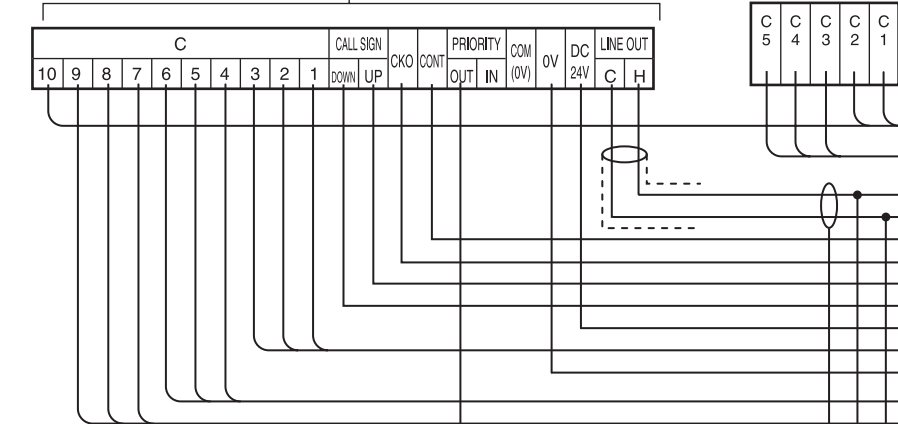 C
CALL SIGN
CKO
CONT
PRIORITY
COM
(0V)
0V
DC
24V
LINE OUT
10 9 8 7 6 5 4 3 2 1
DOWN UP
OUT IN
C H
C
5
C
4
C
3
C
2
C
1